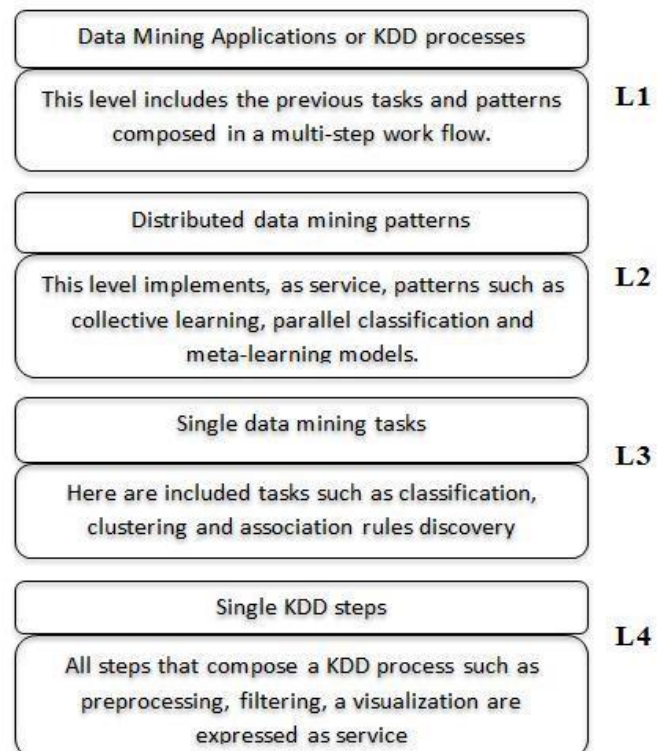 Data Mining Applications or KDD processes
This level includes the previous tasks and patterns
composed in a multi-step work flow.
L1
Distributed data mining patterns
This level implements, as service, patterns such as
collective learning, parallel classification and
meta-learning models.
L2
Single data mining tasks
Here are included tasks such as classification,
clustering and association rules discovery
L3
Single KDD steps
All steps that compose a KDD process such as
preprocessing, filtering, a visualization are
expressed as service
L4